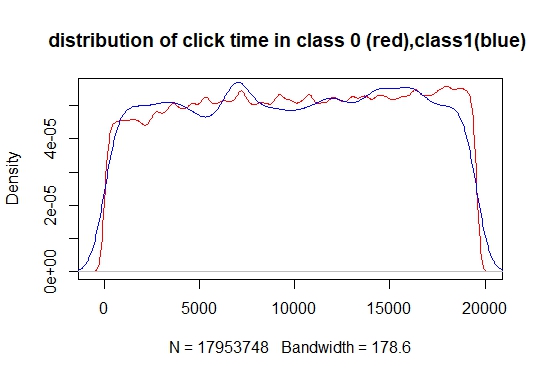 distribution of click time in class 0 (red),class1(blue)
Density
0e+00 2e-05 4e-05
0 5000 10000 15000 20000
N = 17953748 Bandwidth = 178.6